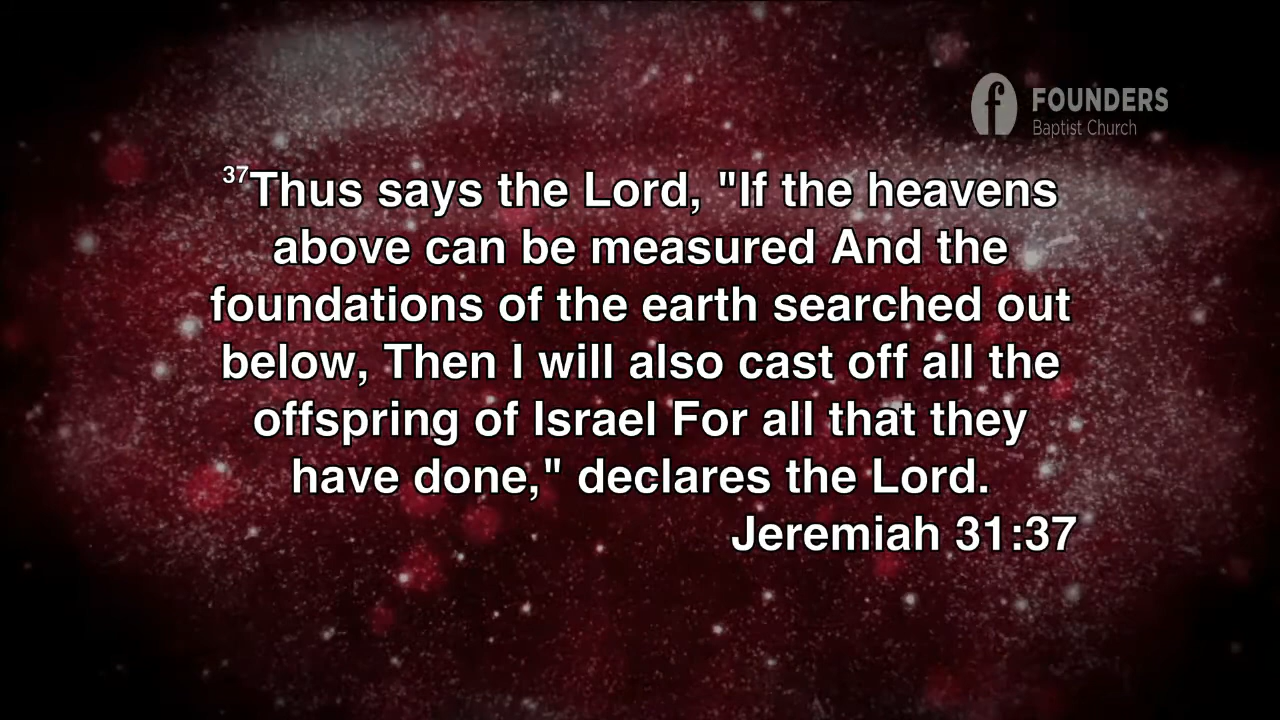 FOUNDERS
Baptist Church
37Thus says the Lord, "If the heavens
above can be measured And the
foundations of the earth searched out
below, Then I will also cast off all the
offspring of Israel For all that they
have done," declares the Lord.
Jeremiah 31:37